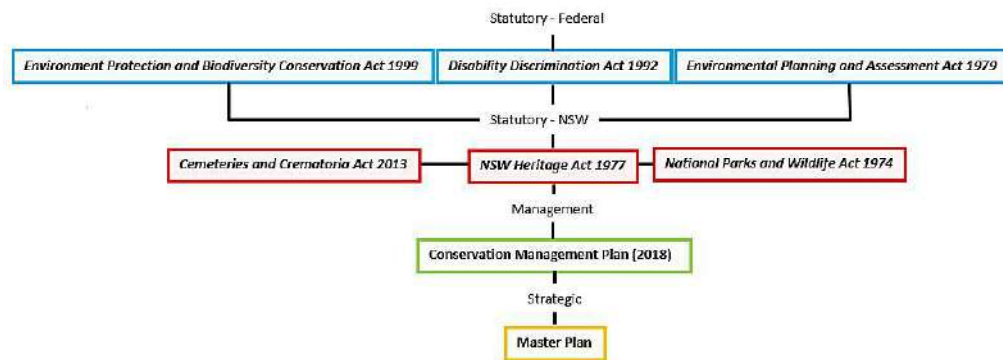 Statutory - Federal
Environment Protection and Biodiversity Conservation Act 1999
Disability Discrimination Act 1992
Environmental Planning and Assessment Act 1979
Statutory - NSW
Cemeteries and Crematoria Act 2013
NSW Heritage Act 1977
National Parks and Wildlife Act 1974
Management
Conservation Management Plan (2018)
Strategic
Master Plan